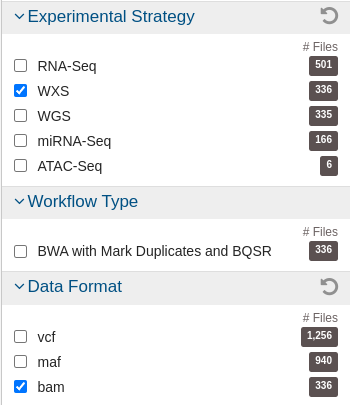 Experimental Strategy
# Files
RNA-Seq 501
WXS 336
WGS 335
miRNA-Seq 166
ATAC-Seq 6
Workflow Type
# Files
BWA with Mark Duplicates and BQSR 336
Data Format
# Files
vcf 1,256
maf 940
bam 336